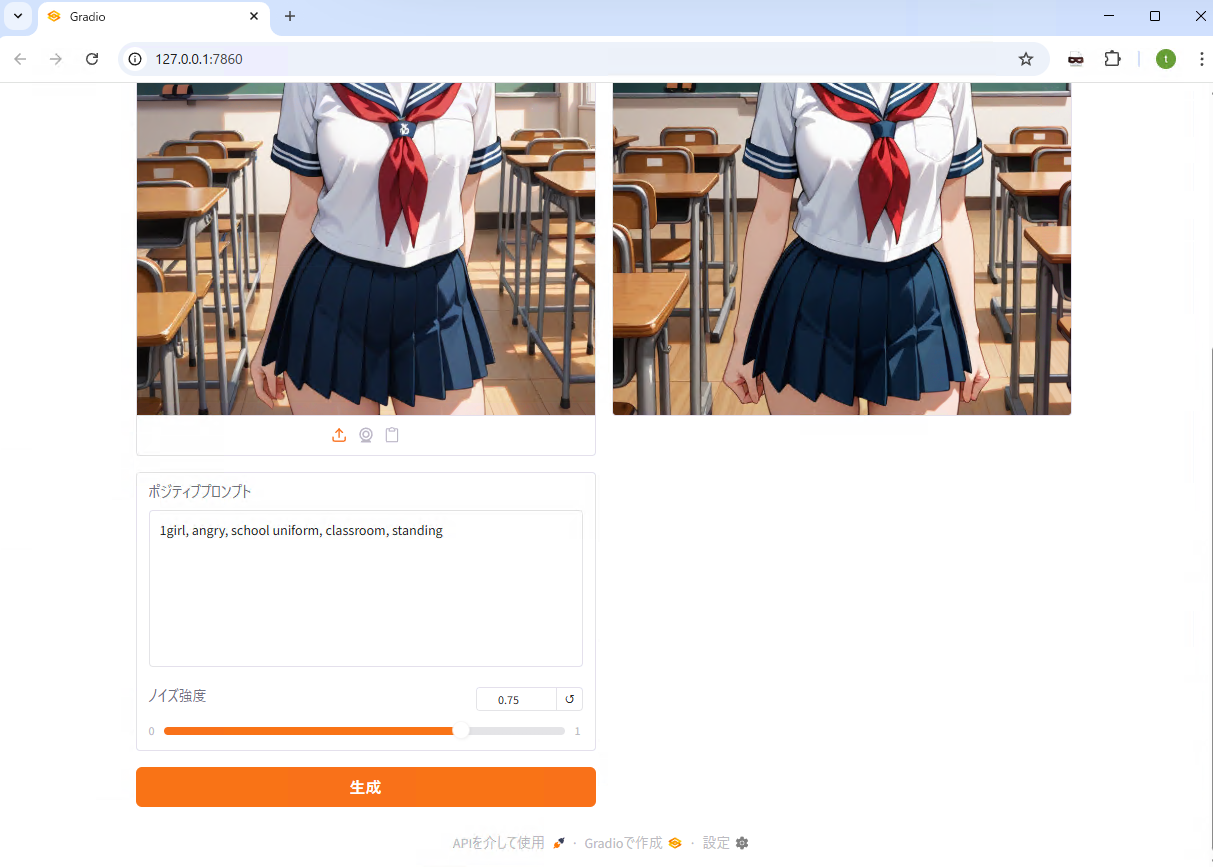 Gradio
127.0.0.1:7860
t
ポジティブプロンプト
1girl, angry, school uniform, classroom, standing
ノイズ強度
0.75
0
1
生成
APIを介して使用 · Gradioで作成 · 設定